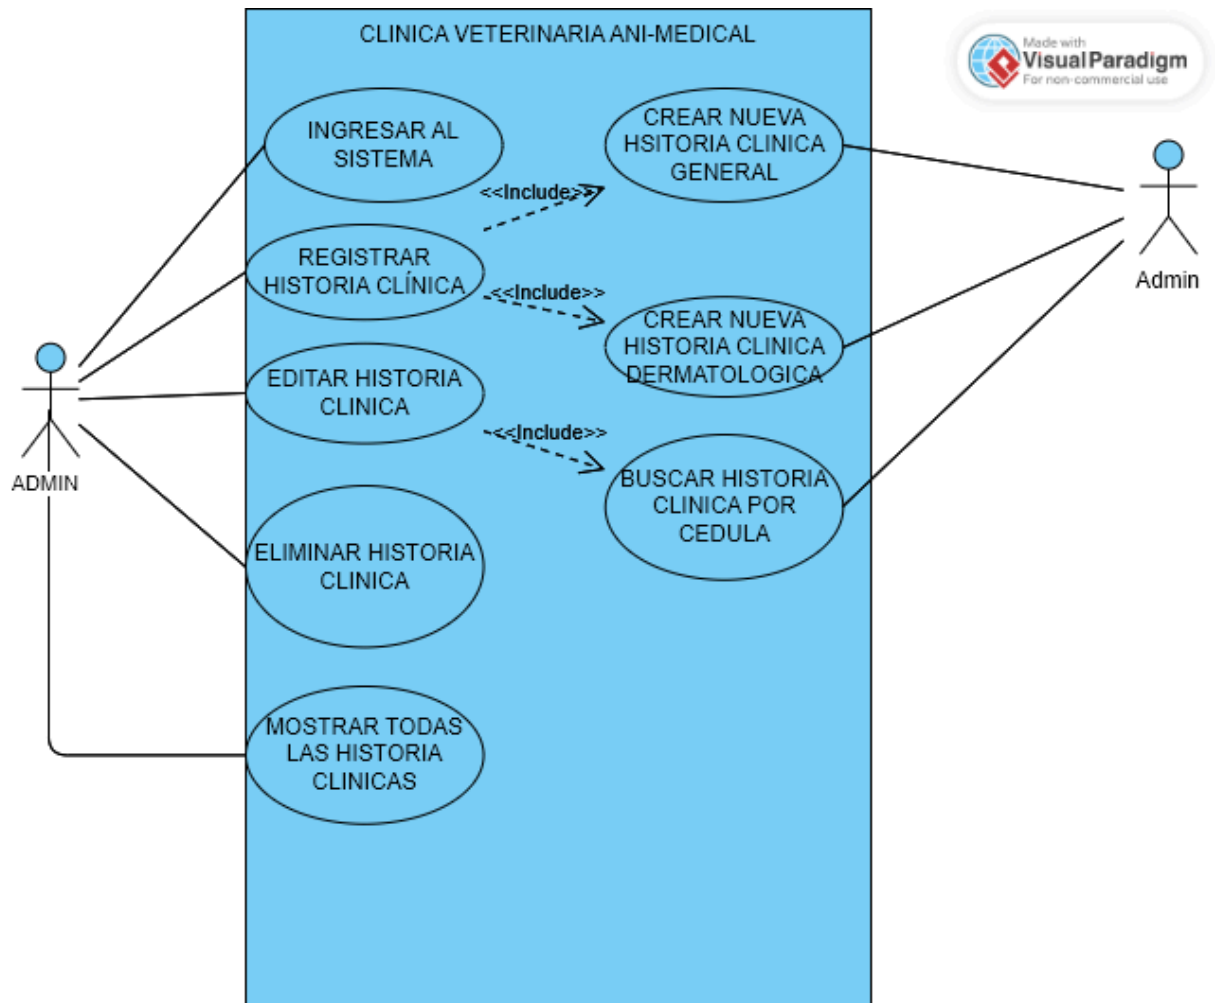 CLINICA VETERINARIA ANI-MEDICAL
Made with
Visual Paradigm
For non-commercial use
INGRESAR AL
SISTEMA
CREAR NUEVA
HSITORIA CLINICA
GENERAL
<<Include>>
REGISTRAR
HISTORIA CLÍNICA
Admin
<<Include>>
CREAR NUEVA
HISTORIA CLINICA
DERMATOLOGICA
EDITAR HISTORIA
CLINICA
<<Include>>
ADMIN
BUSCAR HISTORIA
CLINICA POR
CEDULA
ELIMINAR HISTORIA
CLINICA
MOSTRAR TODAS
LAS HISTORIA
CLINICAS